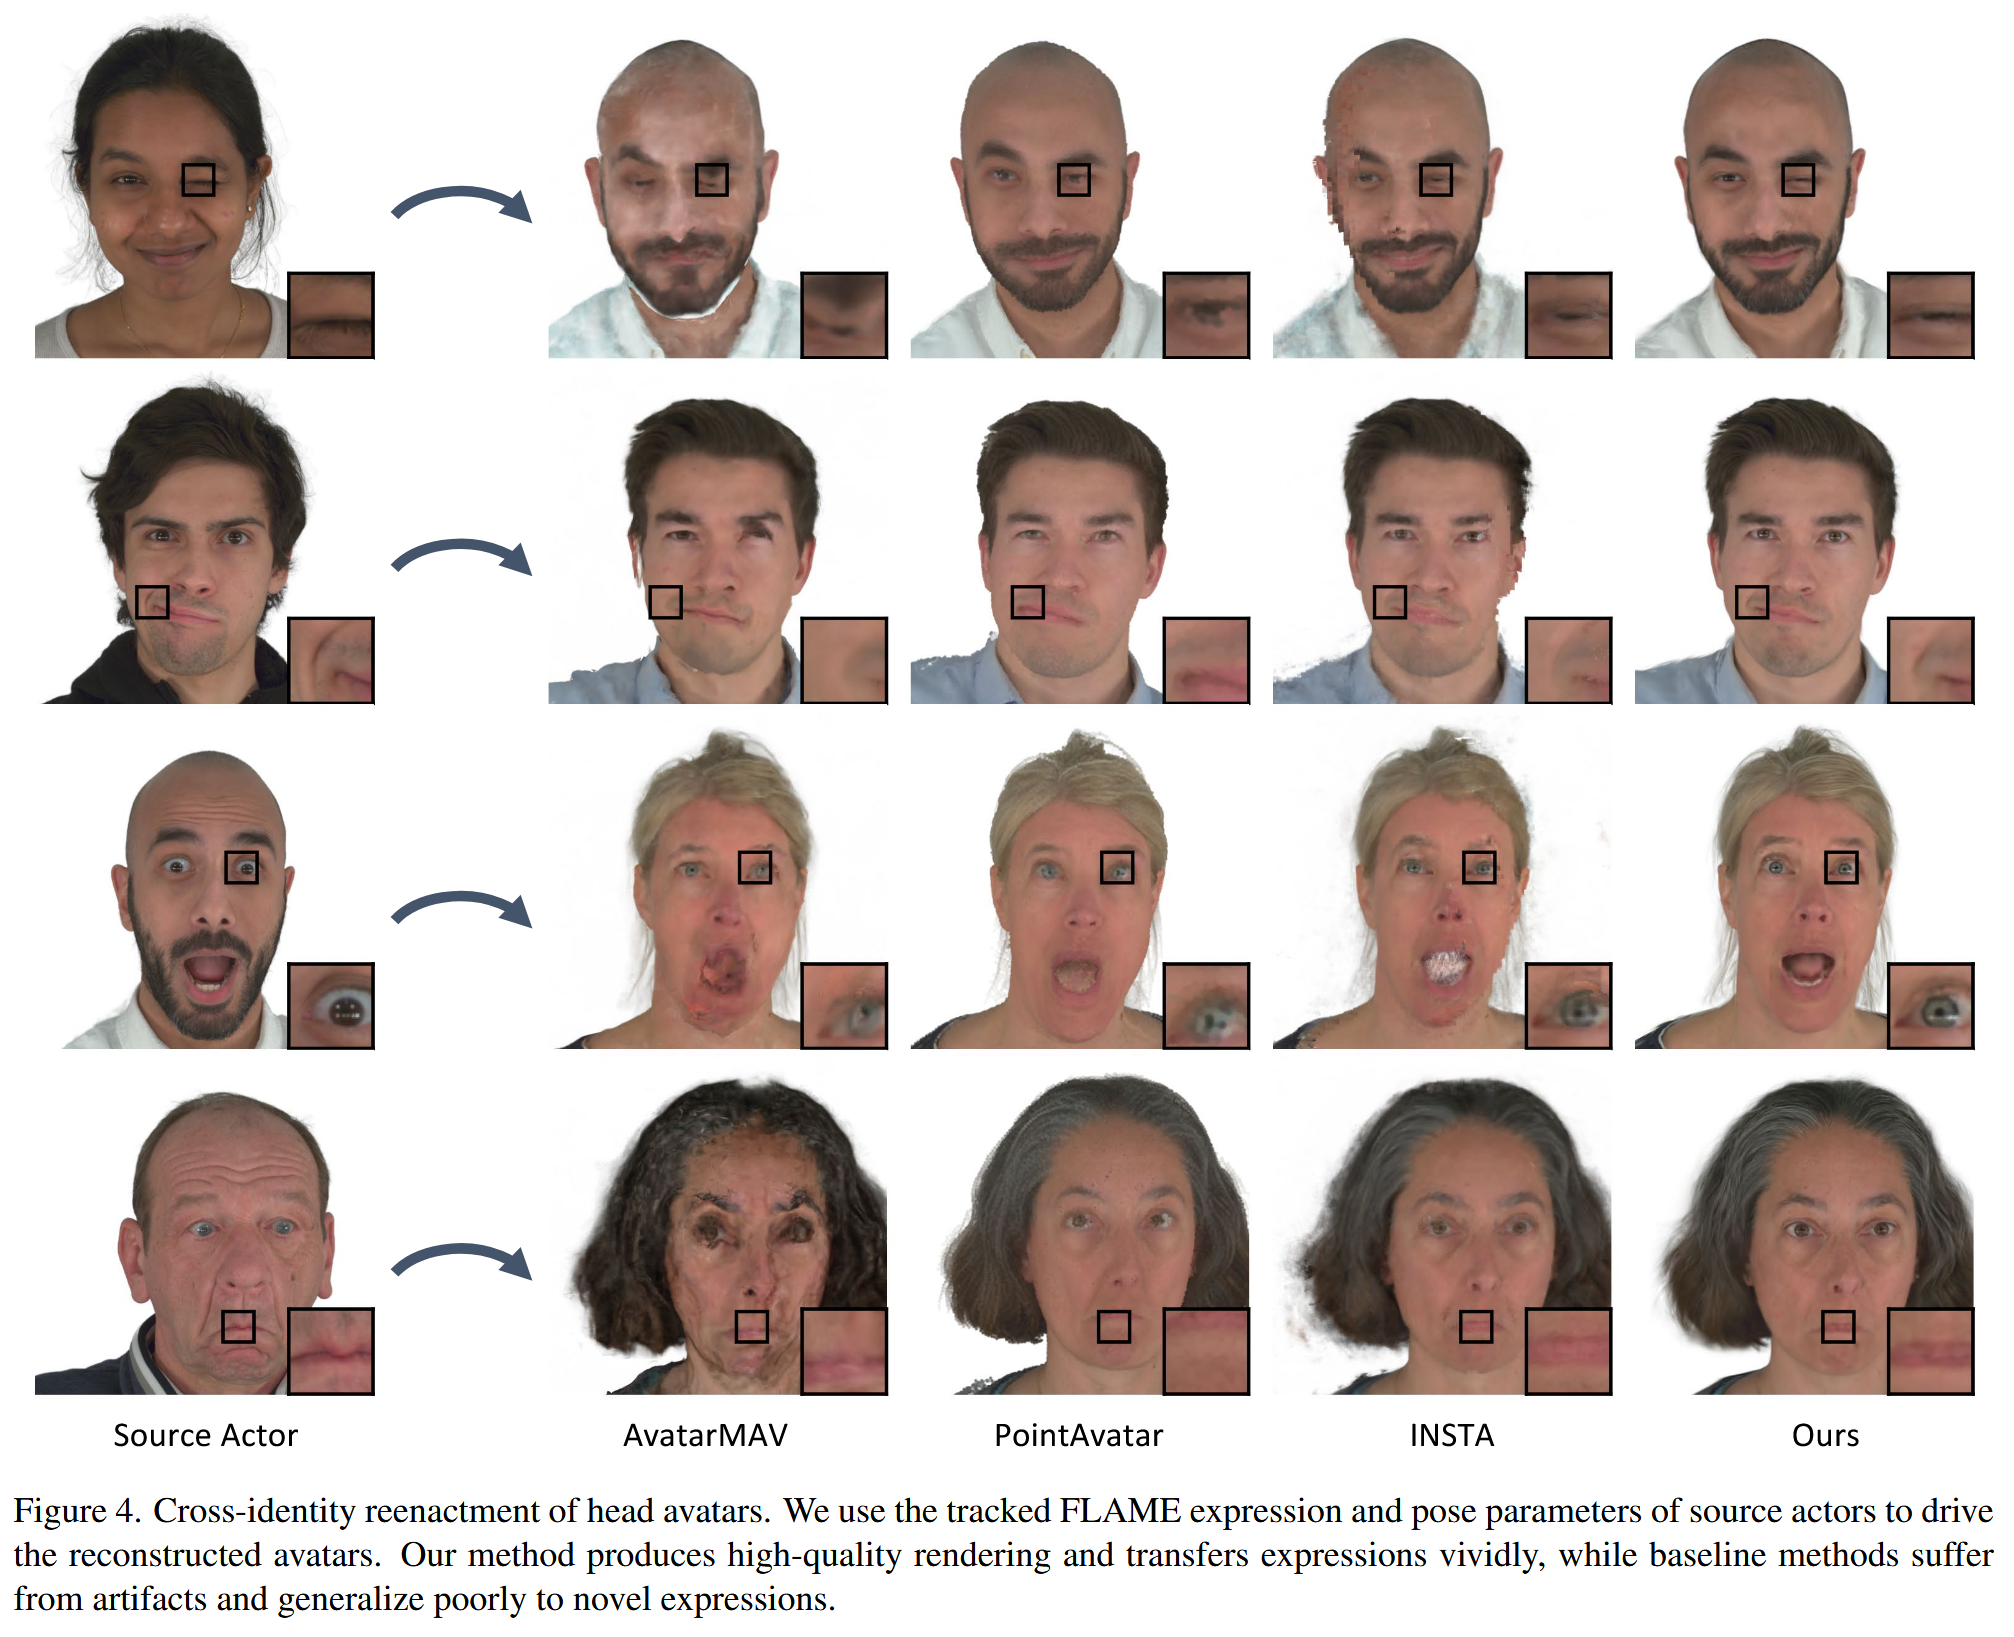 Source Actor AvatarMAV PointAvatar INSTA Ours
Figure 4. Cross-identity reenactment of head avatars. We use the tracked FLAME expression and pose parameters of source actors to drive
the reconstructed avatars. Our method produces high-quality rendering and transfers expressions vividly, while baseline methods suffer
from artifacts and generalize poorly to novel expressions.